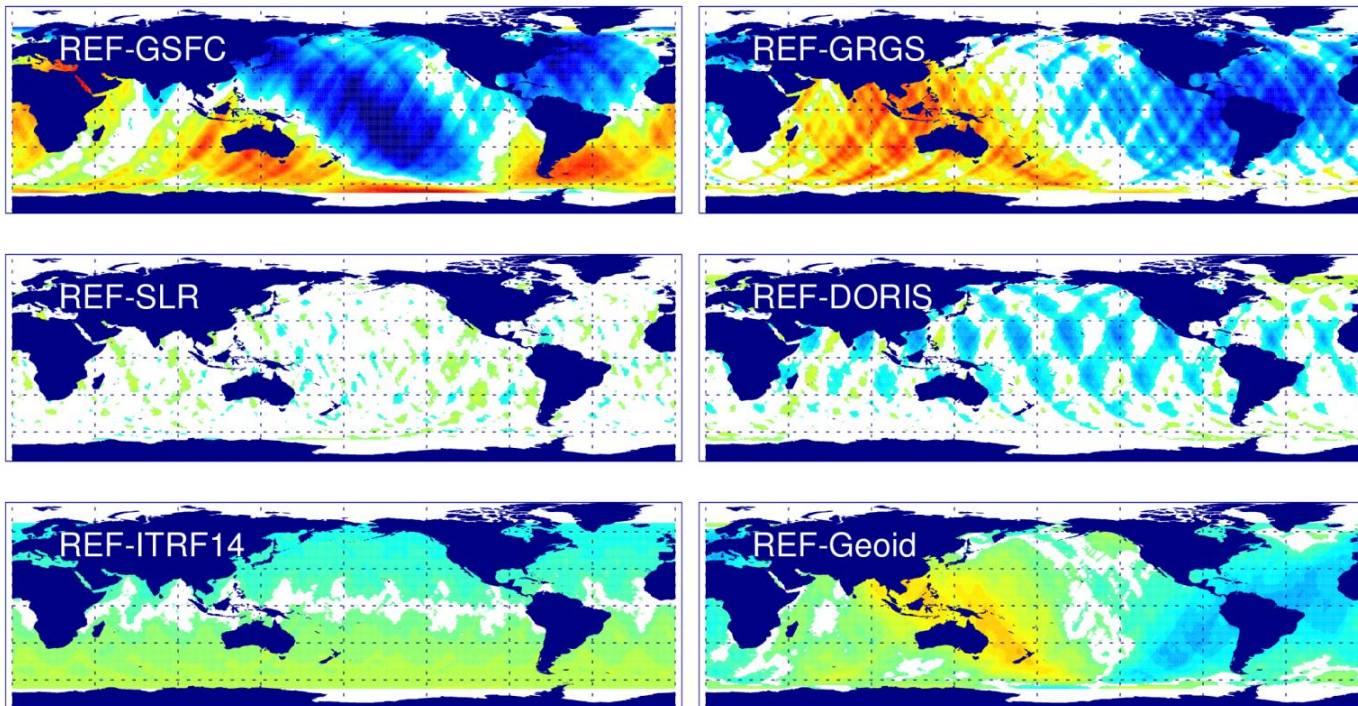 REF-GSFC
REF-GRGS
REF-SLR
REF-DORIS
REF-ITRF14
REF-Geoid